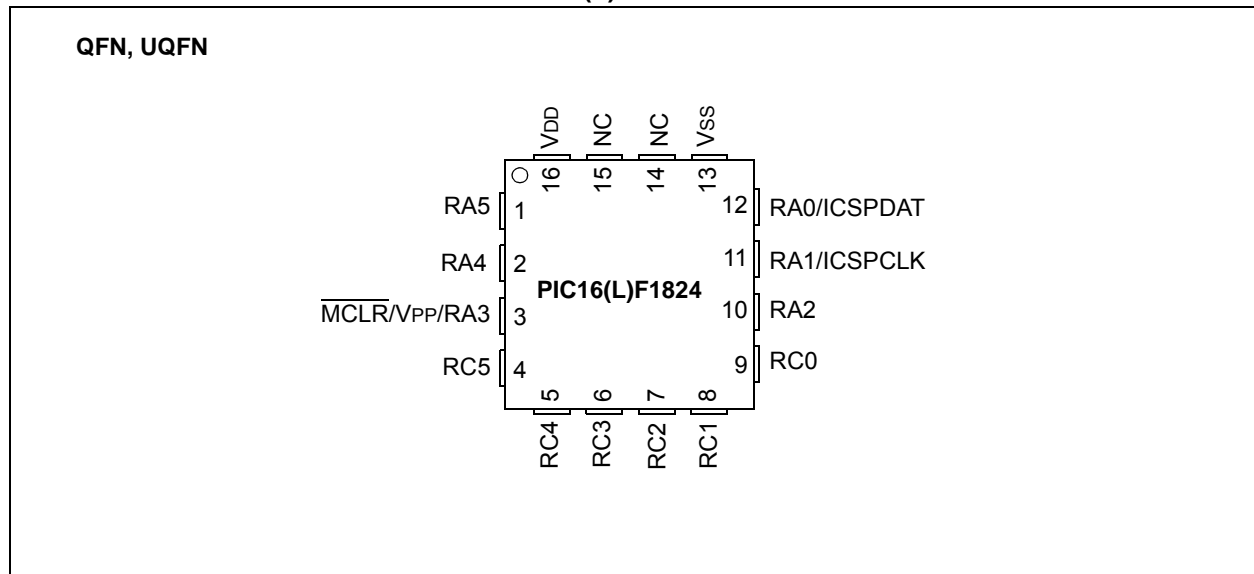 QFN, UQFN
VDD
NC
NC
VSS
16
15
14
13
RA5 1
RA4 2
MCLR/VPP/RA3 3
RC5 4
PIC16(L)F1824
12 RA0/ICSPDAT
11 RA1/ICSPCLK
10 RA2
9 RC0
5
6
7
8
RC4
RC3
RC2
RC1